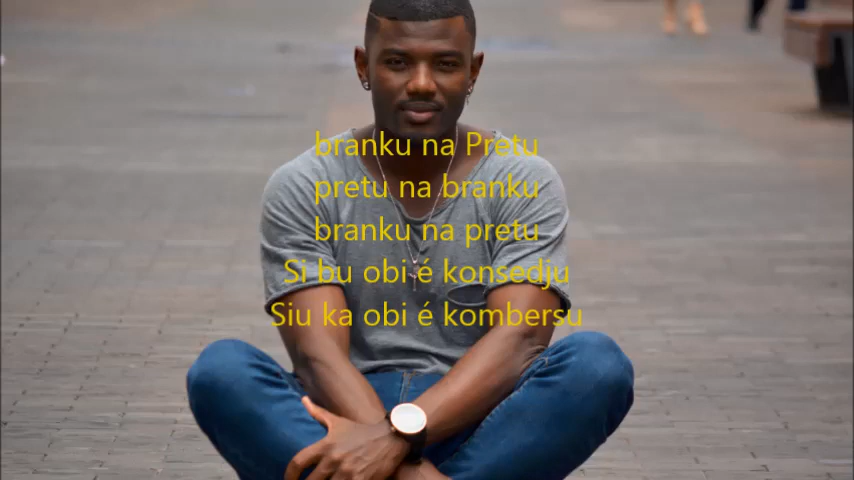 branku na Pretu
pretu na branku
branku na pretu
Si bu obi é konsedju
Siu ka obi é kombersu